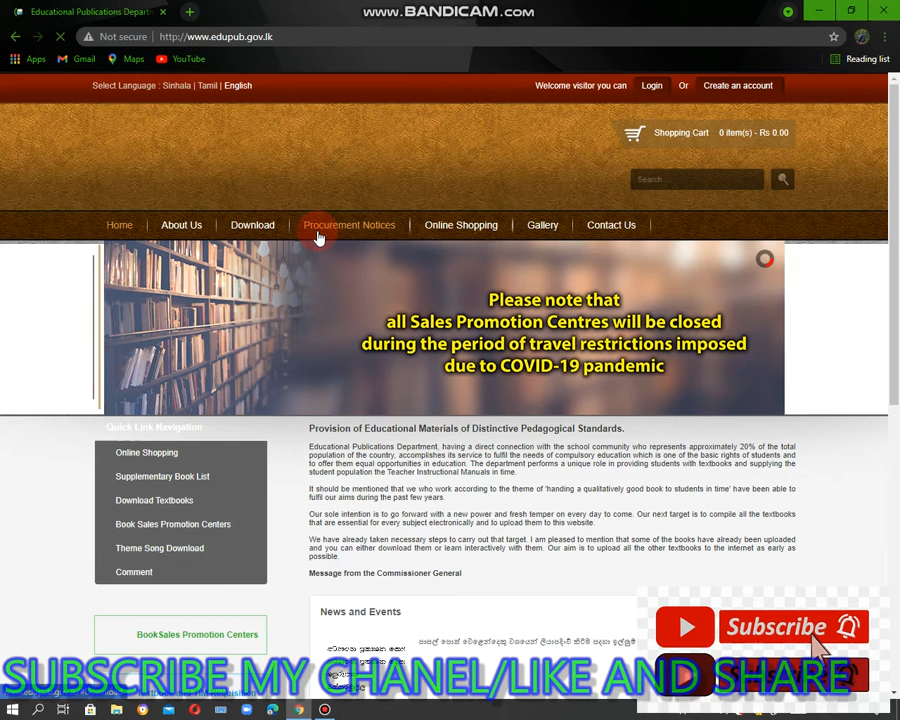 www.BANDICAM.com
Educational Publications Depart
Not secure | http://www.edupub.gov.lk
Apps Gmail Maps YouTube Reading list
Select Language : Sinhala | Tamil | English
Welcome visitor you can Login Or Create an account
Shopping Cart 0 item(s) - Rs 0.00
Search ...
Home About Us Download Procurement Notices Online Shopping Gallery Contact Us
Please note that
all Sales Promotion Centres will be closed
during the period of travel restrictions imposed
due to COVID-19 pandemic
Quick Link Navigation
Online Shopping
Supplementary Book List
Download Textbooks
Book Sales Promotion Centers
Theme Song Download
Comment
BookSales Promotion Centers
Provision of Educational Materials of Distinctive Pedagogical Standards.
Educational Publications Department, having a direct connection with the school community who represents approximately 20% of the total
population of the country, accomplishes its service to fulfil the needs of compulsory education which is one of the basic rights of students and
to offer them equal opportunities in education. The department performs a unique role in providing students with textbooks and supplying the
student population the Teacher Instructional Manuals in time.
It should be mentioned that we who work according to the theme of 'handing a qualitatively good book to students in time' have been able to
fulfil our aims during the past few years.
Our sole intention is to go forward with a new power and fresh temper on every day to come. Our next target is to compile all the textbooks
that are essential for every subject electronically and to upload them to this website.
We have already taken necessary steps to carry out that target. I am pleased to mention that some of the books have already been uploaded
and you can either download them or learn interactively with them. Our aim is to upload all the other textbooks to the internet as early as
possible.
Message from the Commissioner General
News and Events
Subscribe
SUBSCRIBE MY CHANEL/LIKE AND SHARE